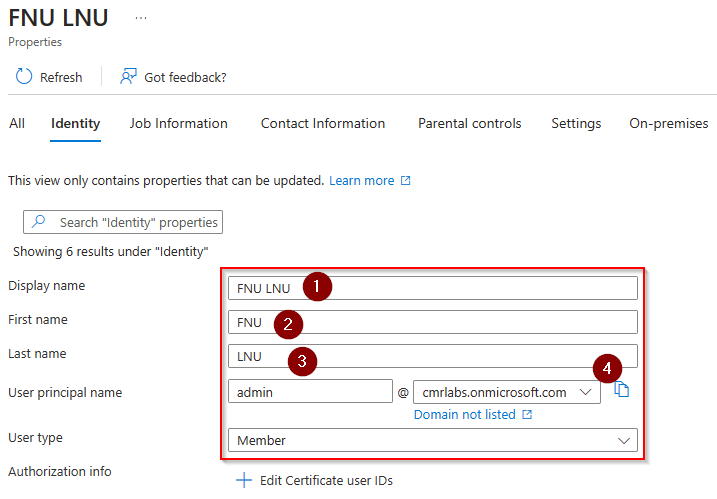 FNU LNU ...
Properties
Refresh Got feedback?
All Identity Job Information Contact Information Parental controls Settings On-premises
This view only contains properties that can be updated. Learn more
Search "Identity" properties
Showing 6 results under "Identity"
Display name FNU LNU 1
First name FNU 2
Last name LNU 3
4
User principal name admin @ cmrlabs.onmicrosoft.com
Domain not listed
User type Member
Authorization info
Edit Certificate user IDs